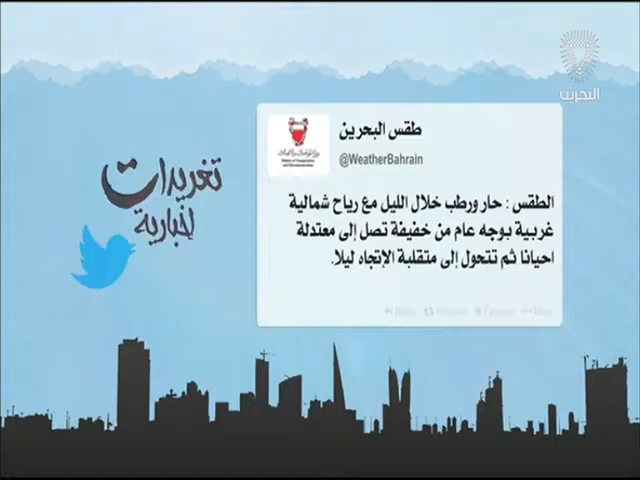 البحرين
تغريدات
إخبارية
طقس البحرين
@WeatherBahrain
الطقس : حار ورطب خلال الليل مع رياح شمالية
غربية بوجه عام من خفيفة تصل إلى معتدلة
احيانا ثم تتحول إلى متقلبة الإتجاه ليلا.